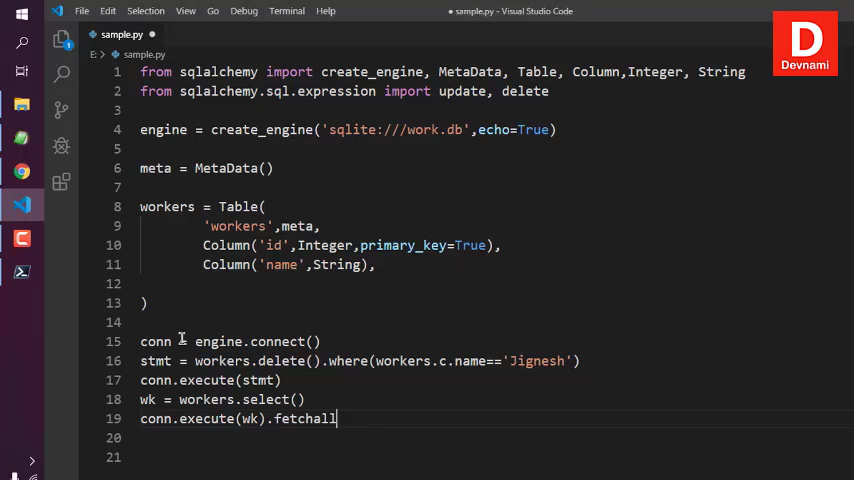 File Edit Selection View Go Debug Terminal Help
● sample.py - Visual Studio Code
D
Devnami
sample.py ●
1
E: > sample.py
1 from sqlalchemy import create_engine, MetaData, Table, Column,Integer, String
2 from sqlalchemy.sql.expression import update, delete
3
4 engine = create_engine('sqlite:///work.db',echo=True)
5
6 meta = MetaData()
7
8 workers = Table(
9 'workers',meta,
10 Column('id',Integer,primary_key=True),
11 Column('name',String),
12
13 )
14
15 conn = engine.connect()
16 stmt = workers.delete().where(workers.c.name=='Jignesh')
17 conn.execute(stmt)
18 wk = workers.select()
19 conn.execute(wk).fetchall
20
21